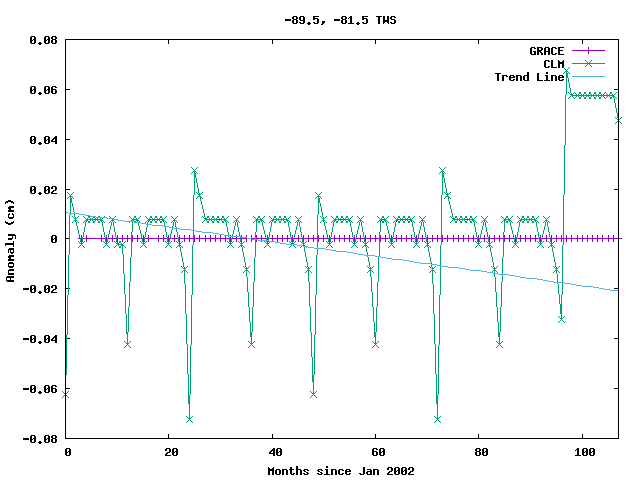 -89.5, -81.5 TWS
GRACE
CLM
Trend Line
0.08
0.06
0.04
0.02
0
-0.02
-0.04
-0.06
-0.08
Anomaly (cm)
0 20 40 60 80 100
Months since Jan 2002